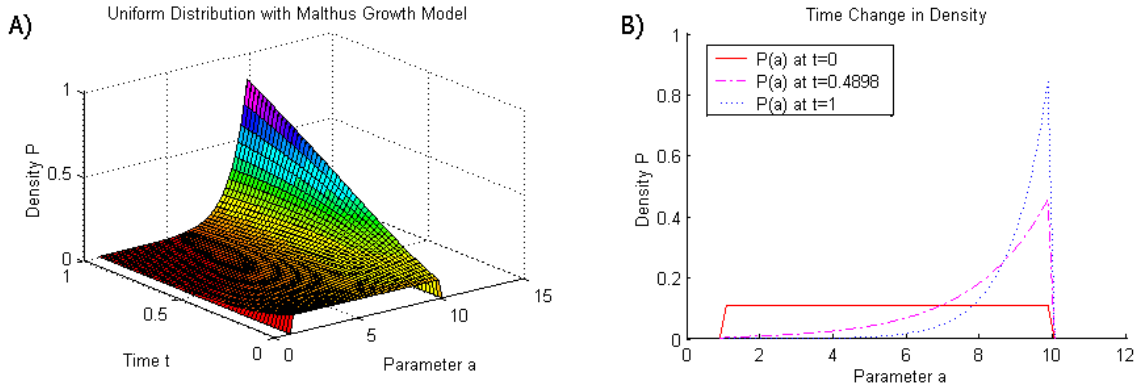 A)
Uniform Distribution with Malthus Growth Model
Density P
1
0.5
0
1
0.5
0
Time t
0
5
10
15
Parameter a
B)
Time Change in Density
P(a) at t=0
P(a) at t=0.4898
P(a) at t=1
Density P
1
0.8
0.6
0.4
0.2
0
0
2
4
6
8
10
12
Parameter a